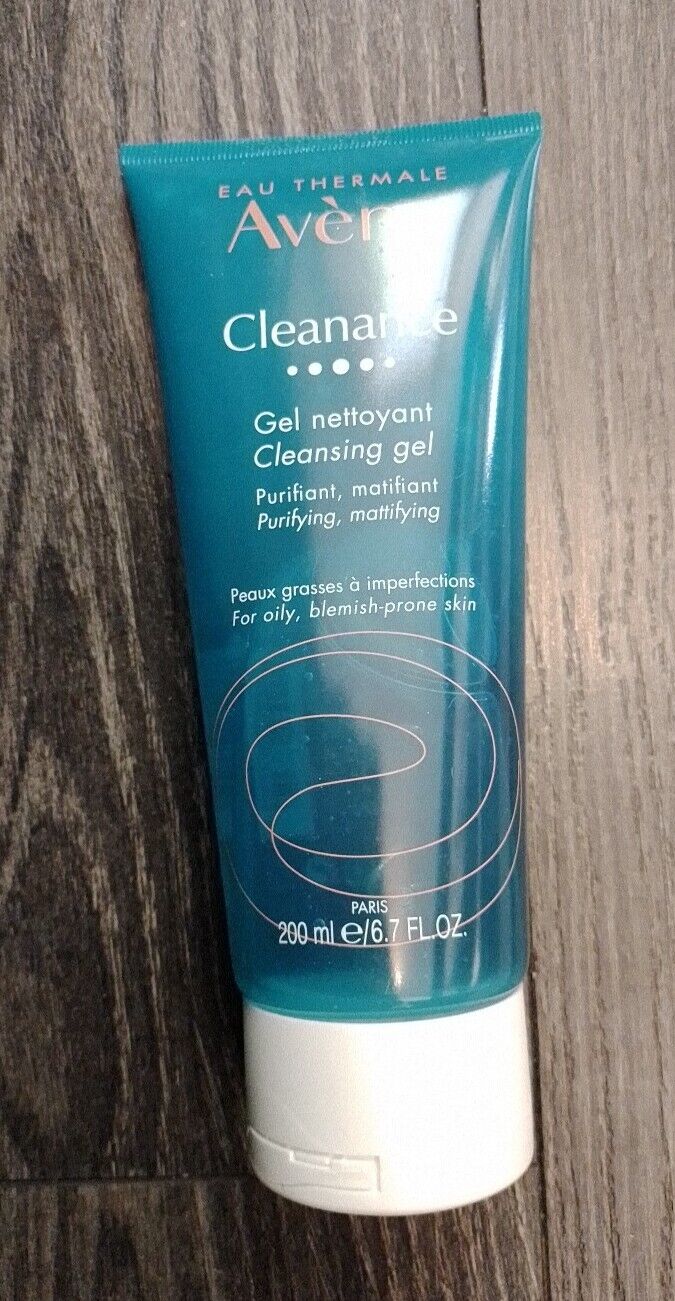 EAU THERMALE
Avène
Cleanance
Gel nettoyant
Cleansing gel
Purifiant, matifiant
Purifying, mattifying
Peaux grasses à imperfections
For oily, blemish-prone skin
PARIS
200 ml e/6.7 FL.OZ.